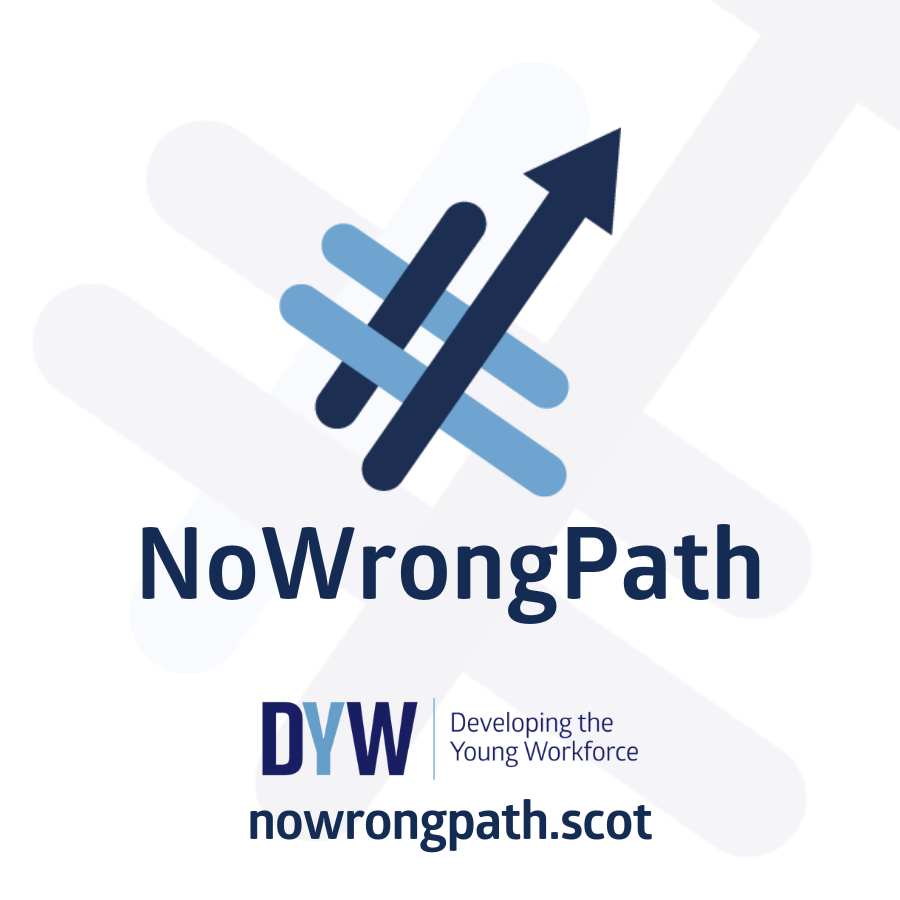 NoWrongPath
DYW
Developing the
Young Workforce
nowrongpath.scot